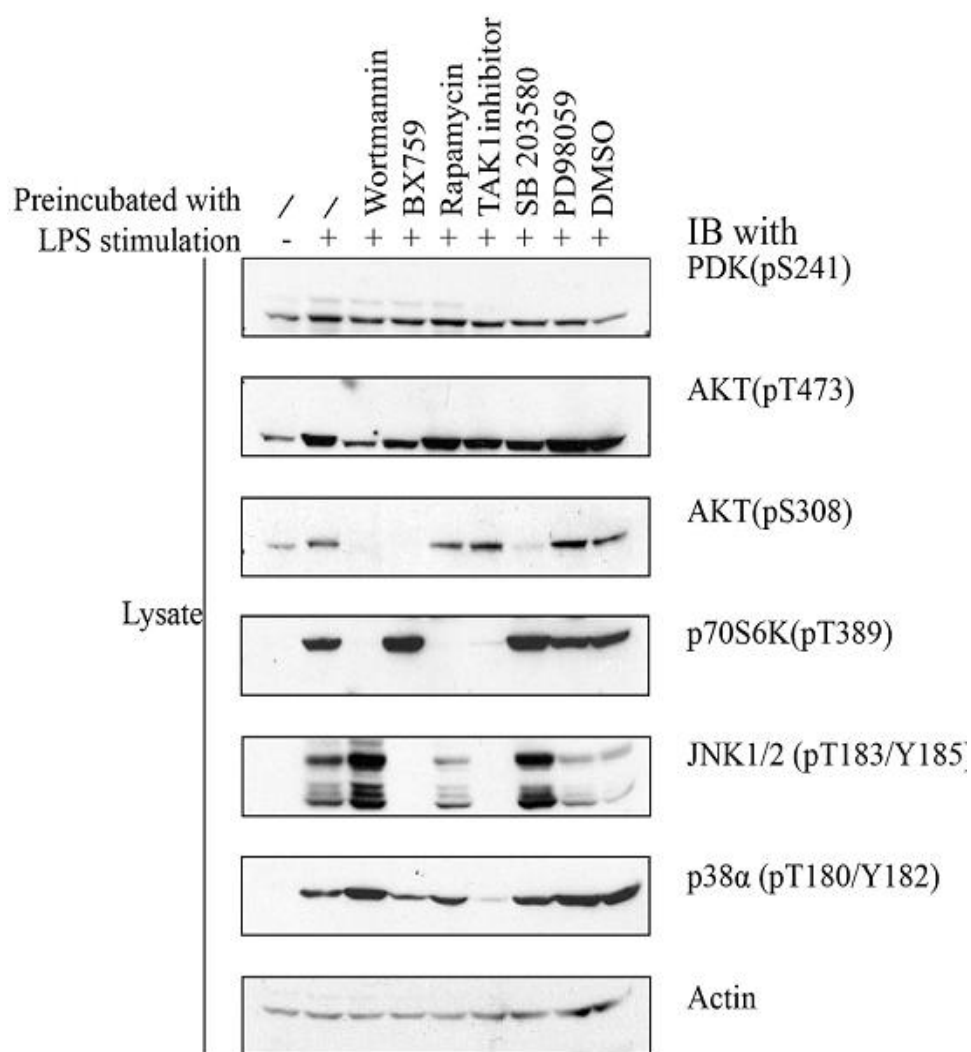 Wortmannin
BX759
Rapamycin
TAK1inhibitor
SB 203580
PD98059
DMSO
Preincubated with / /
LPS stimulation - + + + + + + + +
IB with
PDK(pS241)
AKT(pT473)
AKT(pS308)
Lysate
p70S6K(pT389)
JNK1/2 (pT183/Y185)
p38α (pT180/Y182)
Actin